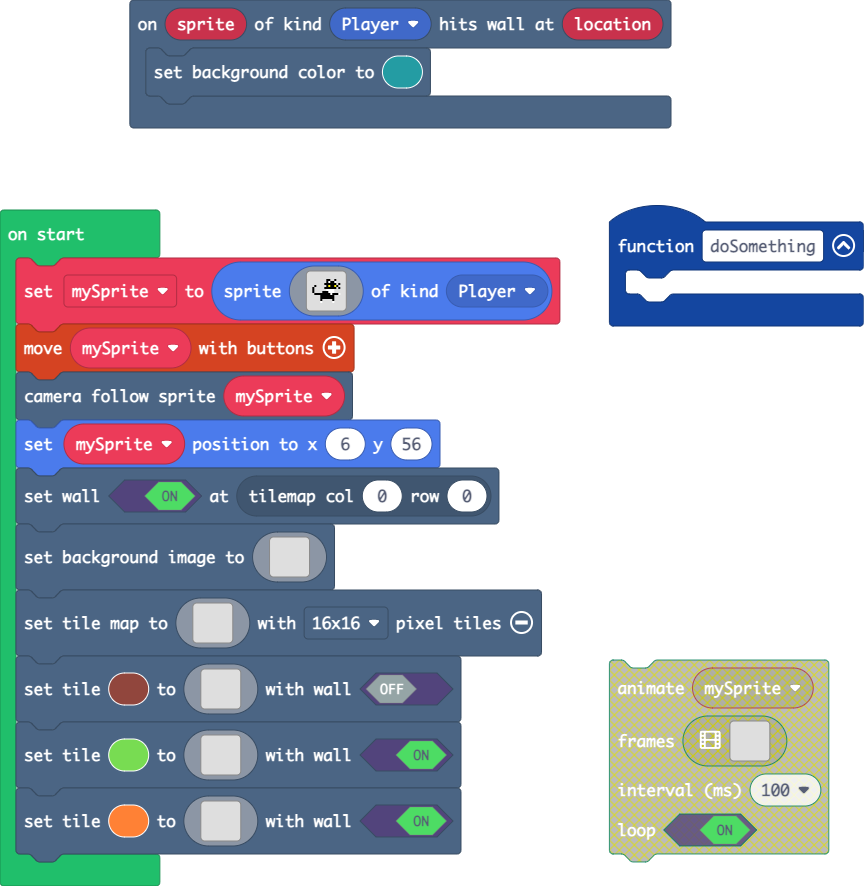 on sprite of kind Player hits wall at location
set background color to
on start
set mySprite to sprite of kind Player
move mySprite with buttons
camera follow sprite mySprite
set mySprite position to x 6 y 56
set wall ON at tilemap col 0 row 0
set background image to
set tile map to with 16x16 pixel tiles
set tile to with wall OFF
set tile to with wall ON
set tile to with wall ON
function doSomething
animate mySprite
frames
interval (ms) 100
loop ON